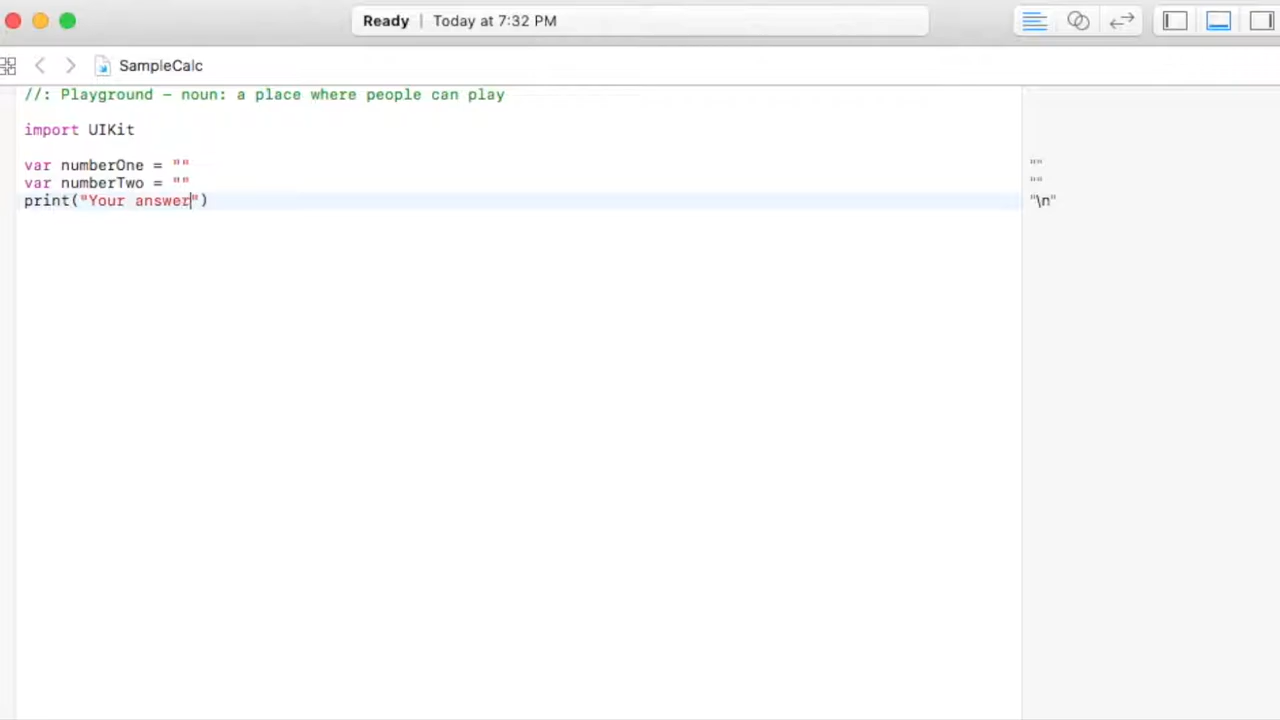 Ready | Today at 7:32 PM
SampleCalc
//: Playground - noun: a place where people can play
import UIKit
var numberOne = ""
""
var numberTwo = ""
""
print("Your answer")
"\n"